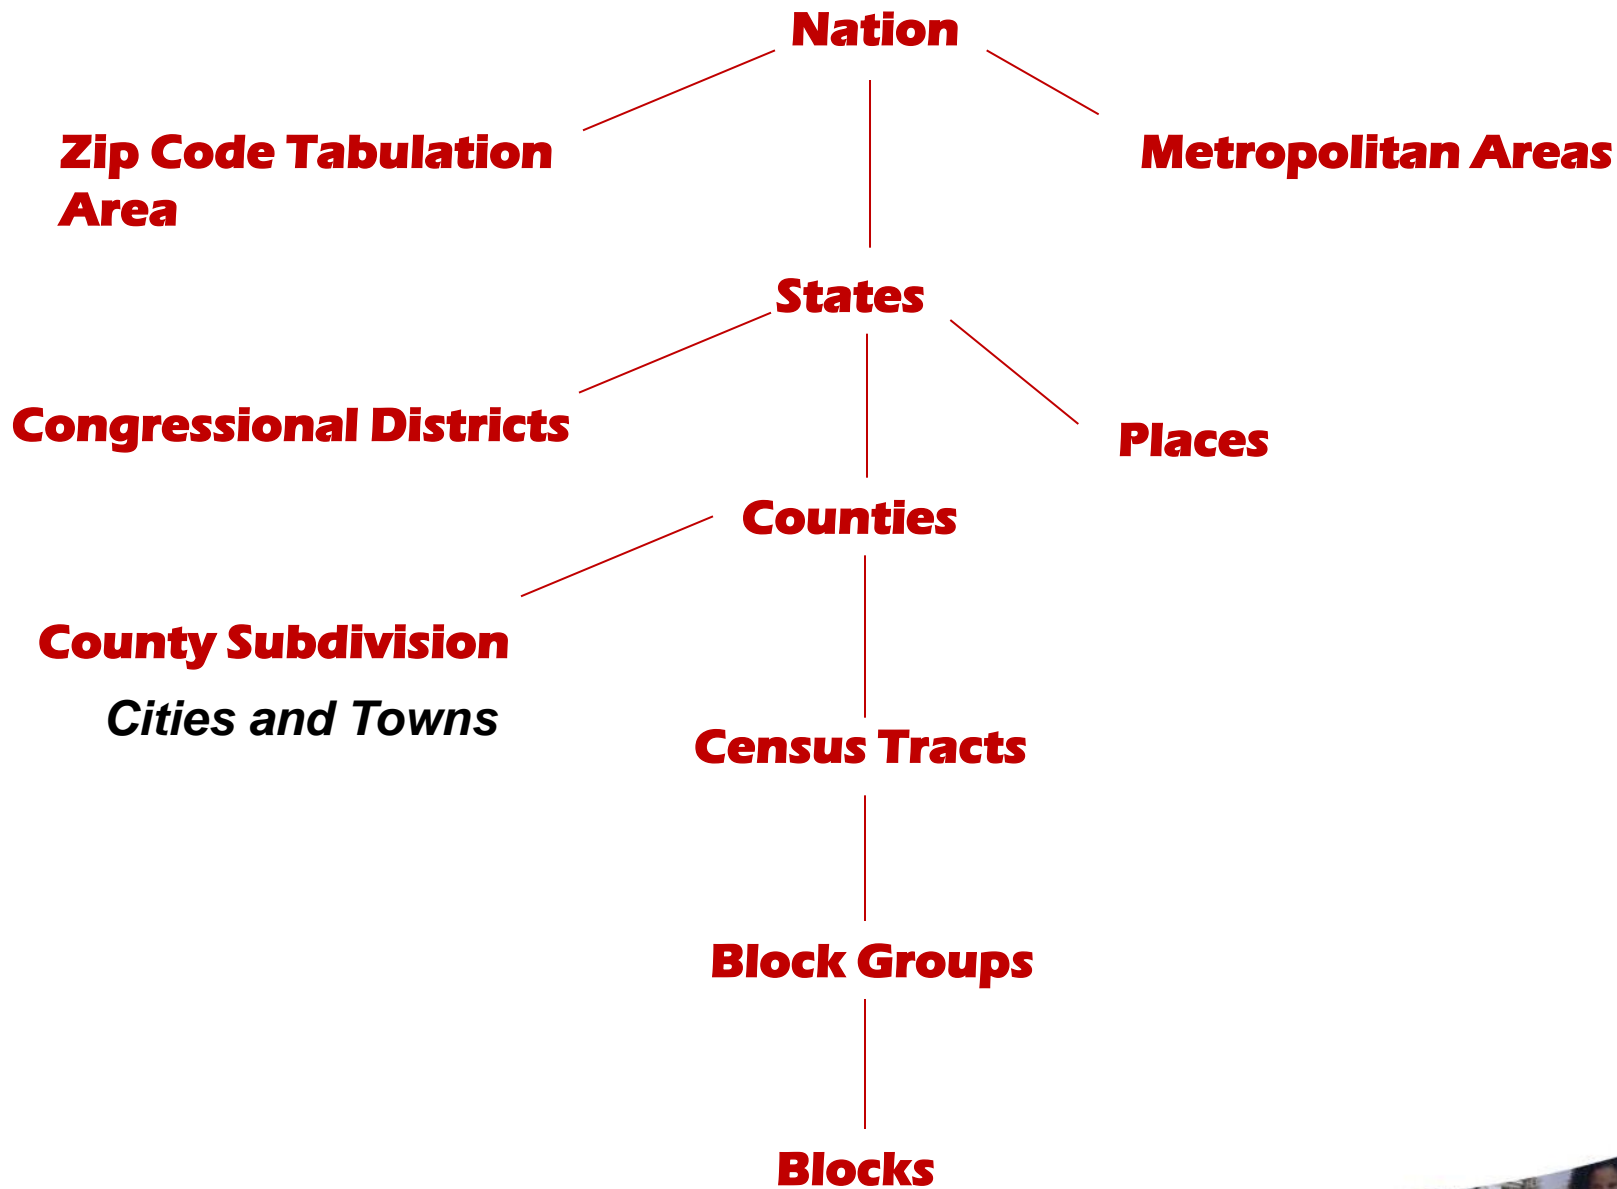 Nation
Zip Code Tabulation
Area
Metropolitan Areas
States
Congressional Districts
Places
Counties
County Subdivision
Cities and Towns
Census Tracts
Block Groups
Blocks